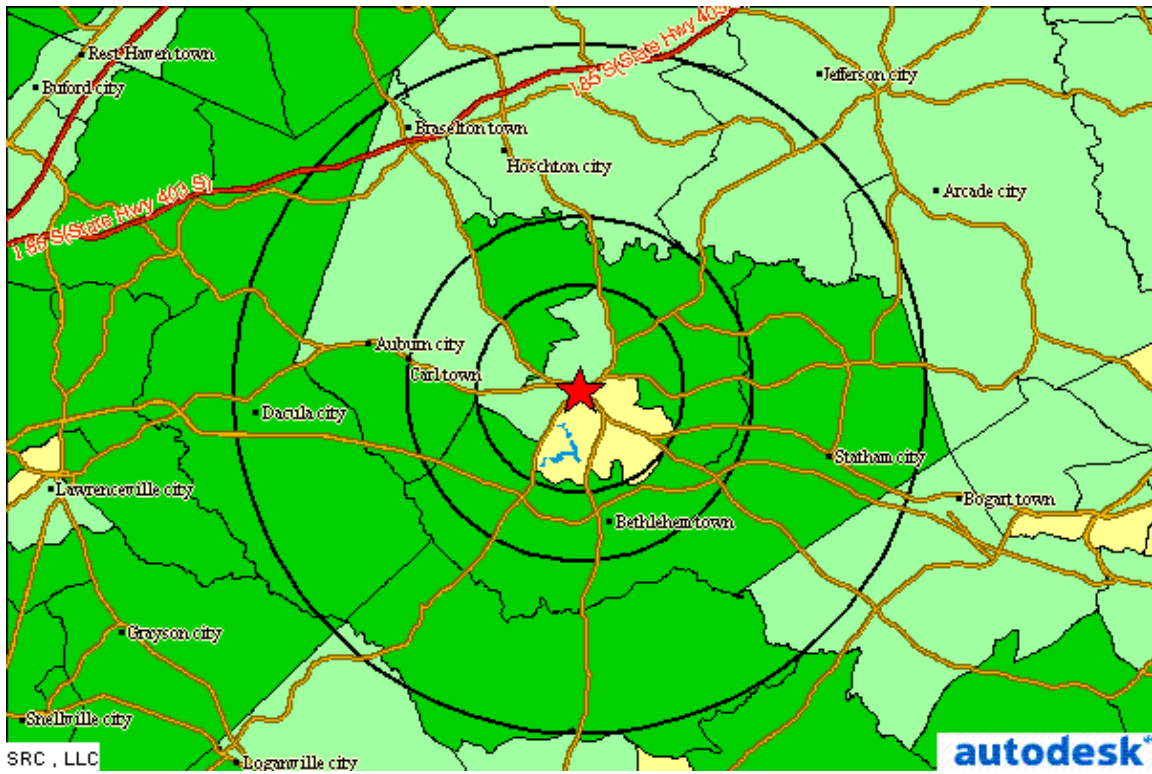 Rest Haven town
Buford city
I 85 S(State Hwy 403
Jefferson city
Braselton town
Hoschton city
Arcade city
I 85 S(State Hwy 403 S)
Auburn city
Carl town
Dacula city
Statham city
Lawrenceville city
Bogart town
Bethlehem town
Grayson city
Snellville city
SRC , LLC
Loganville city
autodesk